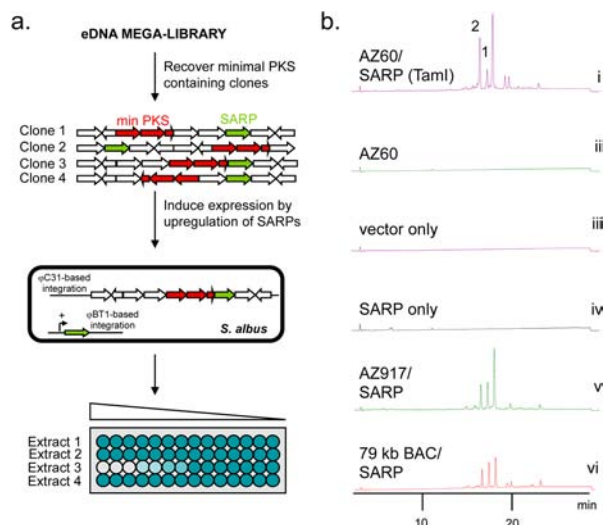 a.
eDNA MEGA-LIBRARY
Recover minimal PKS
containing clones
min PKS
SARP
Clone 1
Clone 2
Clone 3
Clone 4
Induce expression by
upregulation of SARPs
φC31-based
integration
φBT1-based
integration
+
S. albus
Extract 1
Extract 2
Extract 3
Extract 4
b.
2
1
AZ60/
SARP (TamI)
i
AZ60
ii
vector only
iii
SARP only
iv
AZ917/
SARP
v
79 kb BAC/
SARP
vi
10
20
min